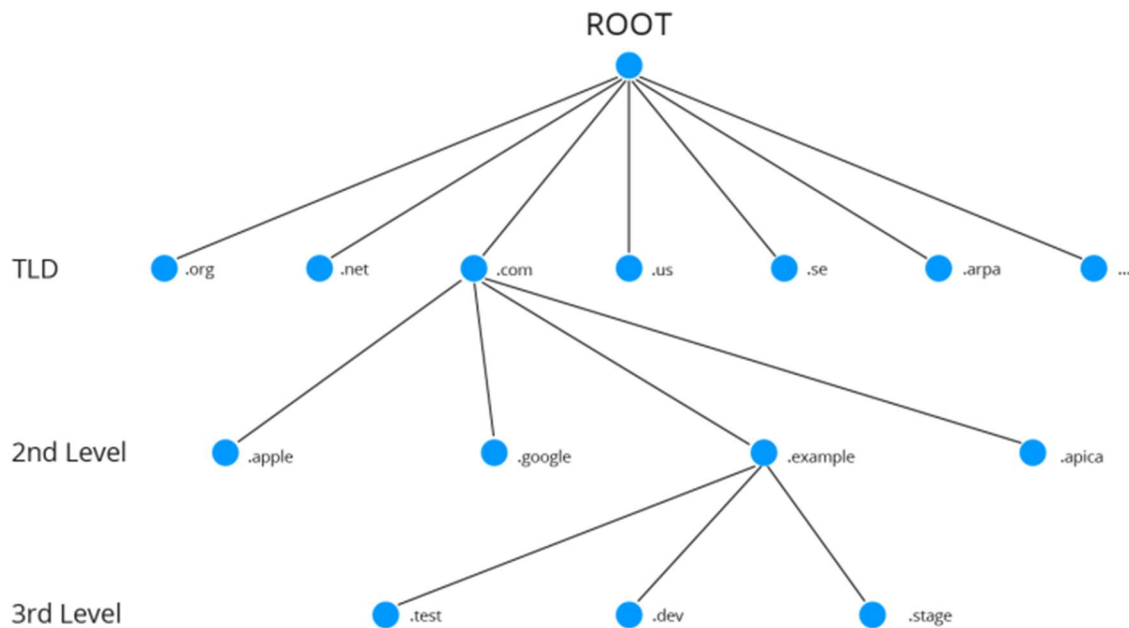 ROOT
TLD
.org
.net
.com
.us
.se
.arpa
...
2nd Level
.apple
.google
.example
.apica
3rd Level
.test
.dev
.stage